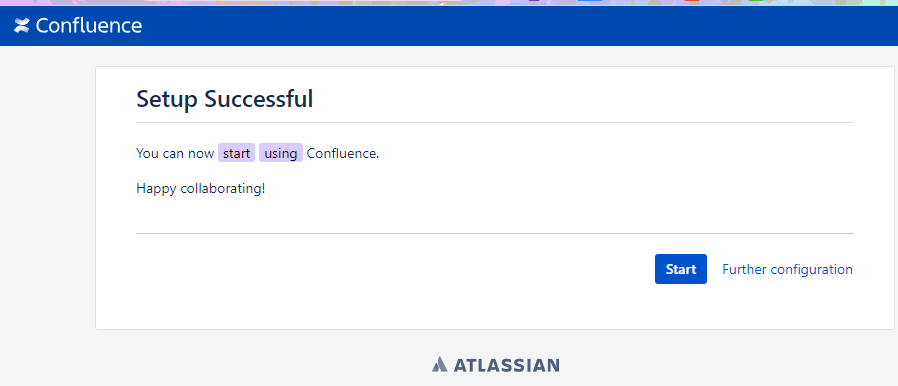 Confluence
Setup Successful
You can now start using Confluence.
Happy collaborating!
Start Further configuration
ATLASSIAN